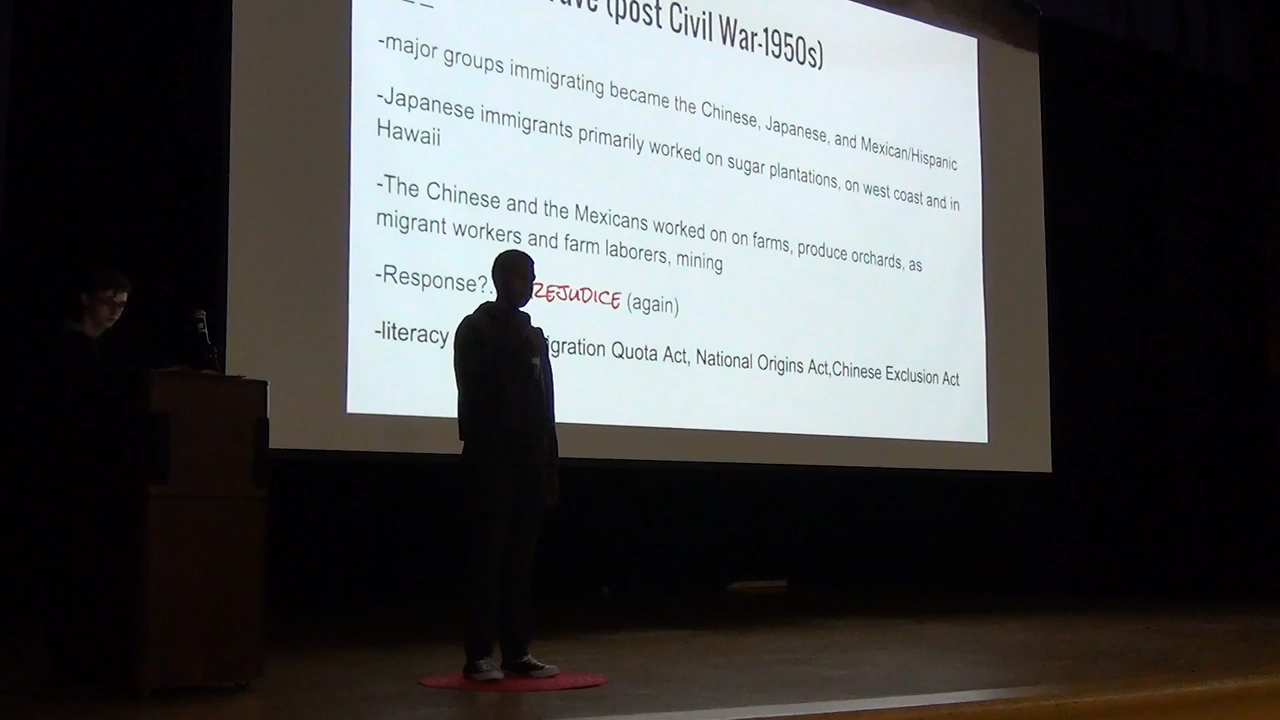 (post Civil War-1950s)
-major groups immigrating became the Chinese, Japanese, and Mexican/Hispanic
-Japanese immigrants primarily worked on sugar plantations, on west coast and in
Hawaii
-The Chinese and the Mexicans worked on on farms, produce orchards, as
migrant workers and farm laborers, mining
-Response?. REJUDICE (again)
-literacy igration Quota Act, National Origins Act,Chinese Exclusion Act